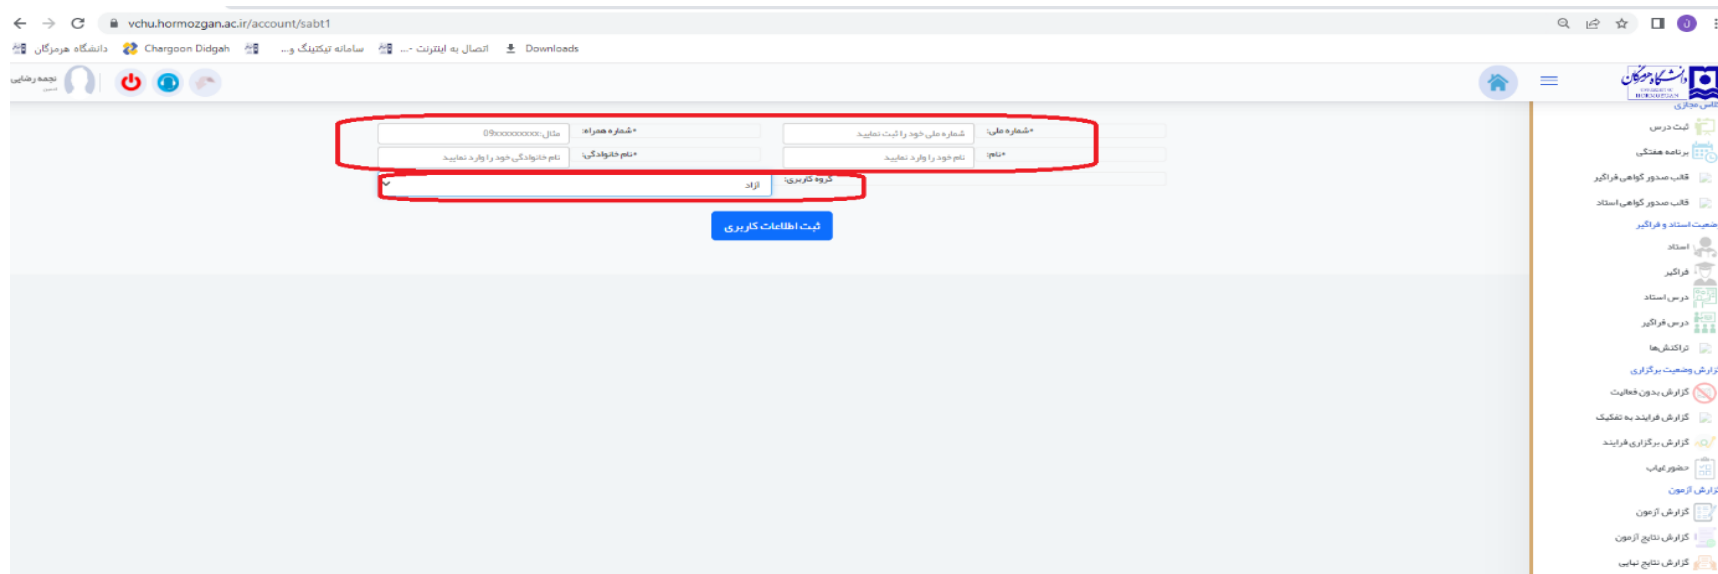 vchu.hormozgan.ac.ir/account/sabt1
دانشگاه هرمزگان Chargoon Didgah سامانه تیکتینگ و... اتصال به اینترنت -... Downloads
نجمه رضایی
دانشگاه هرمزگان
HORMOZGAN
کلاس مجازی
ثبت درس
برنامه هفتگی
قالب صدور گواهی فراگیر
قالب صدور گواهی استاد
وضعیت استاد و فراگیر
استاد
فراگیر
درس استاد
درس فراگیر
تراکنش‌ها
گزارش وضعیت برگزاری
گزارش بدون فعالیت
گزارش فرایند به تفکیک
گزارش برگزاری فرایند
حضور غیاب
گزارش آزمون
گزارش آزمون
گزارش نتایج آزمون
گزارش نتایج نهایی
*شماره ملی: شماره ملی خود را ثبت نمایید *شماره همراه: مثال:09xxxxxxxxx
*نام: نام خود را وارد نمایید *نام خانوادگی: نام خانوادگی خود را وارد نمایید
گروه کاربری: آزاد
ثبت اطلاعات کاربری